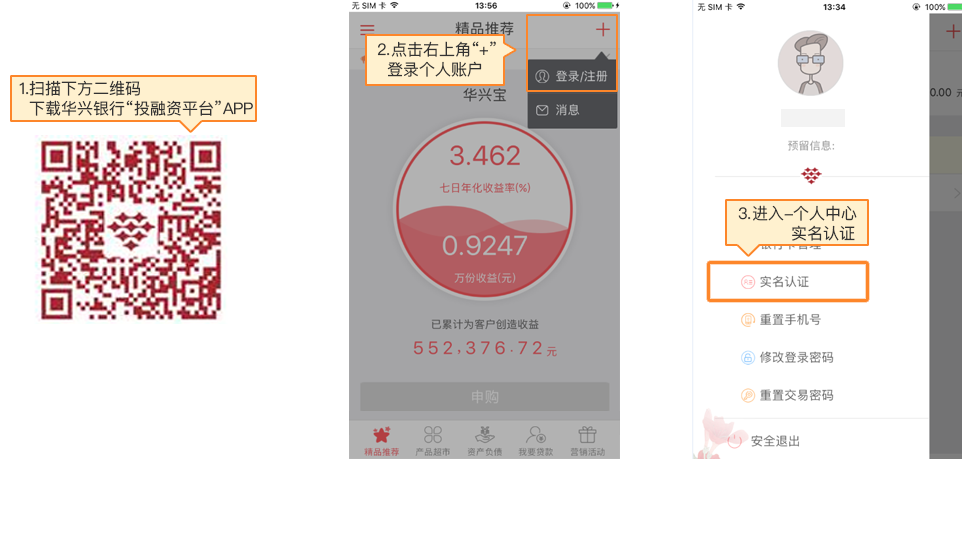 1.扫描下方二维码
下载华兴银行“投融资平台”APP
无 SIM 卡
13:56
100%
精品推荐
2.点击右上角“+”
登录个人账户
登录/注册
消息
华兴宝
3.462
七日年化收益率(%)
0.9247
万份收益(元)
已累计为客户创造收益
552,376.72 元
申购
精品推荐
产品超市
资产负债
我要贷款
营销活动
无 SIM 卡
13:34
100%
0.00 元
预留信息:
3.进入–个人中心
实名认证
银行卡管理
实名认证
重置手机号
修改登录密码
重置交易密码
安全退出